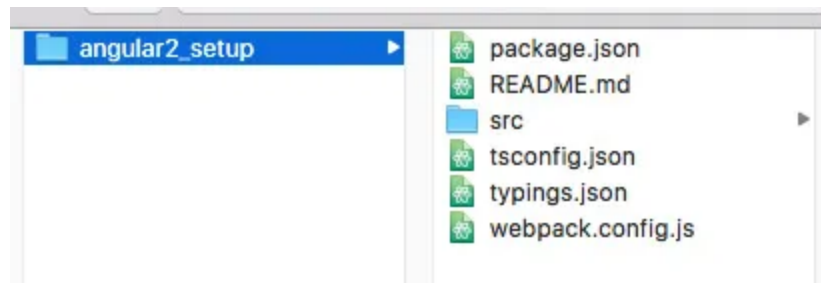 angular2_setup
package.json
README.md
src
tsconfig.json
typings.json
webpack.config.js